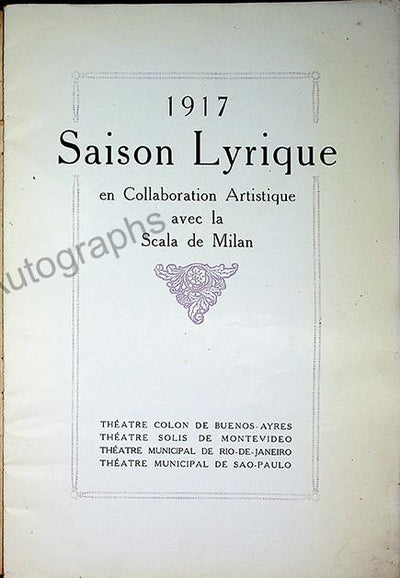 1917
Saison Lyrique
en Collaboration Artistique
avec la
Scala de Milan
Autographs
THÉATRE COLON DE BUENOS-AYRES
THÉATRE SOLIS DE MONTEVIDEO
THÉATRE MUNICIPAL DE RIO-DE-JANEIRO
THÉATRE MUNICIPAL DE SAO-PAULO